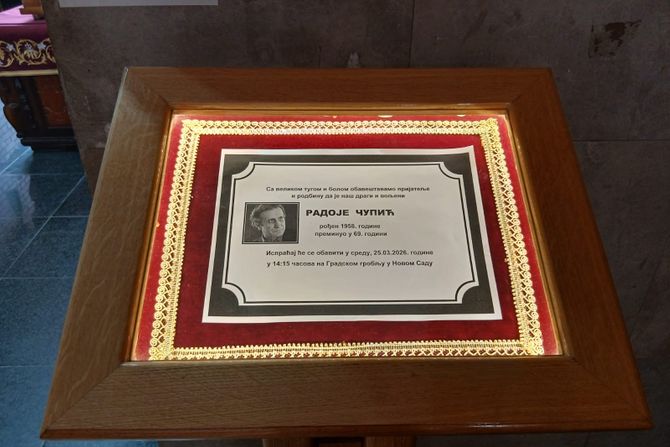 Са великом тугом и болом обавештавамо пријатеље
и родбину да је наш драги и вољени
РАДОЈЕ ЧУПИЋ
рођен 1958. године
преминуо у 69. години
Испраћај ће се обавити у среду, 25.03.2026. године
у 14:15 часова на Градском гробљу у Новом Саду